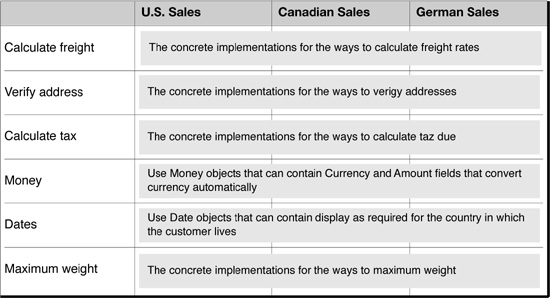 U.S. Sales Canadian Sales German Sales
Calculate freight The concrete implementations for the ways to calculate freight rates
Verify address The concrete implementations for the ways to verigy addresses
Calculate tax The concrete implementations for the ways to calculate taz due
Money Use Money objects that can contain Currency and Amount fields that convert
currency automatically
Dates Use Date objects that can contain display as required for the country in which
the customer lives
Maximum weight The concrete implementations for the ways to maximum weight